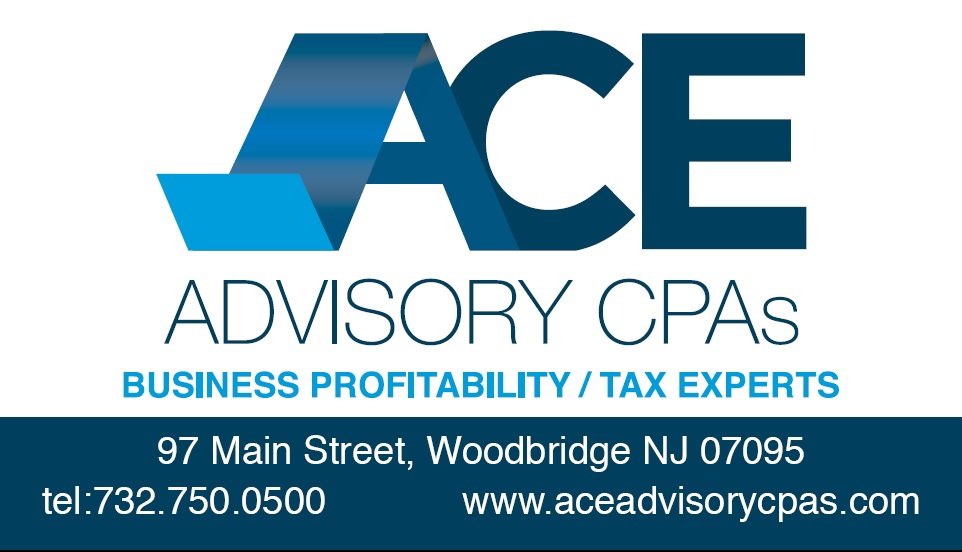 ACE
ADVISORY CPAs
BUSINESS PROFITABILITY / TAX EXPERTS
97 Main Street, Woodbridge NJ 07095
tel:732.750.0500 www.aceadvisorycpas.com